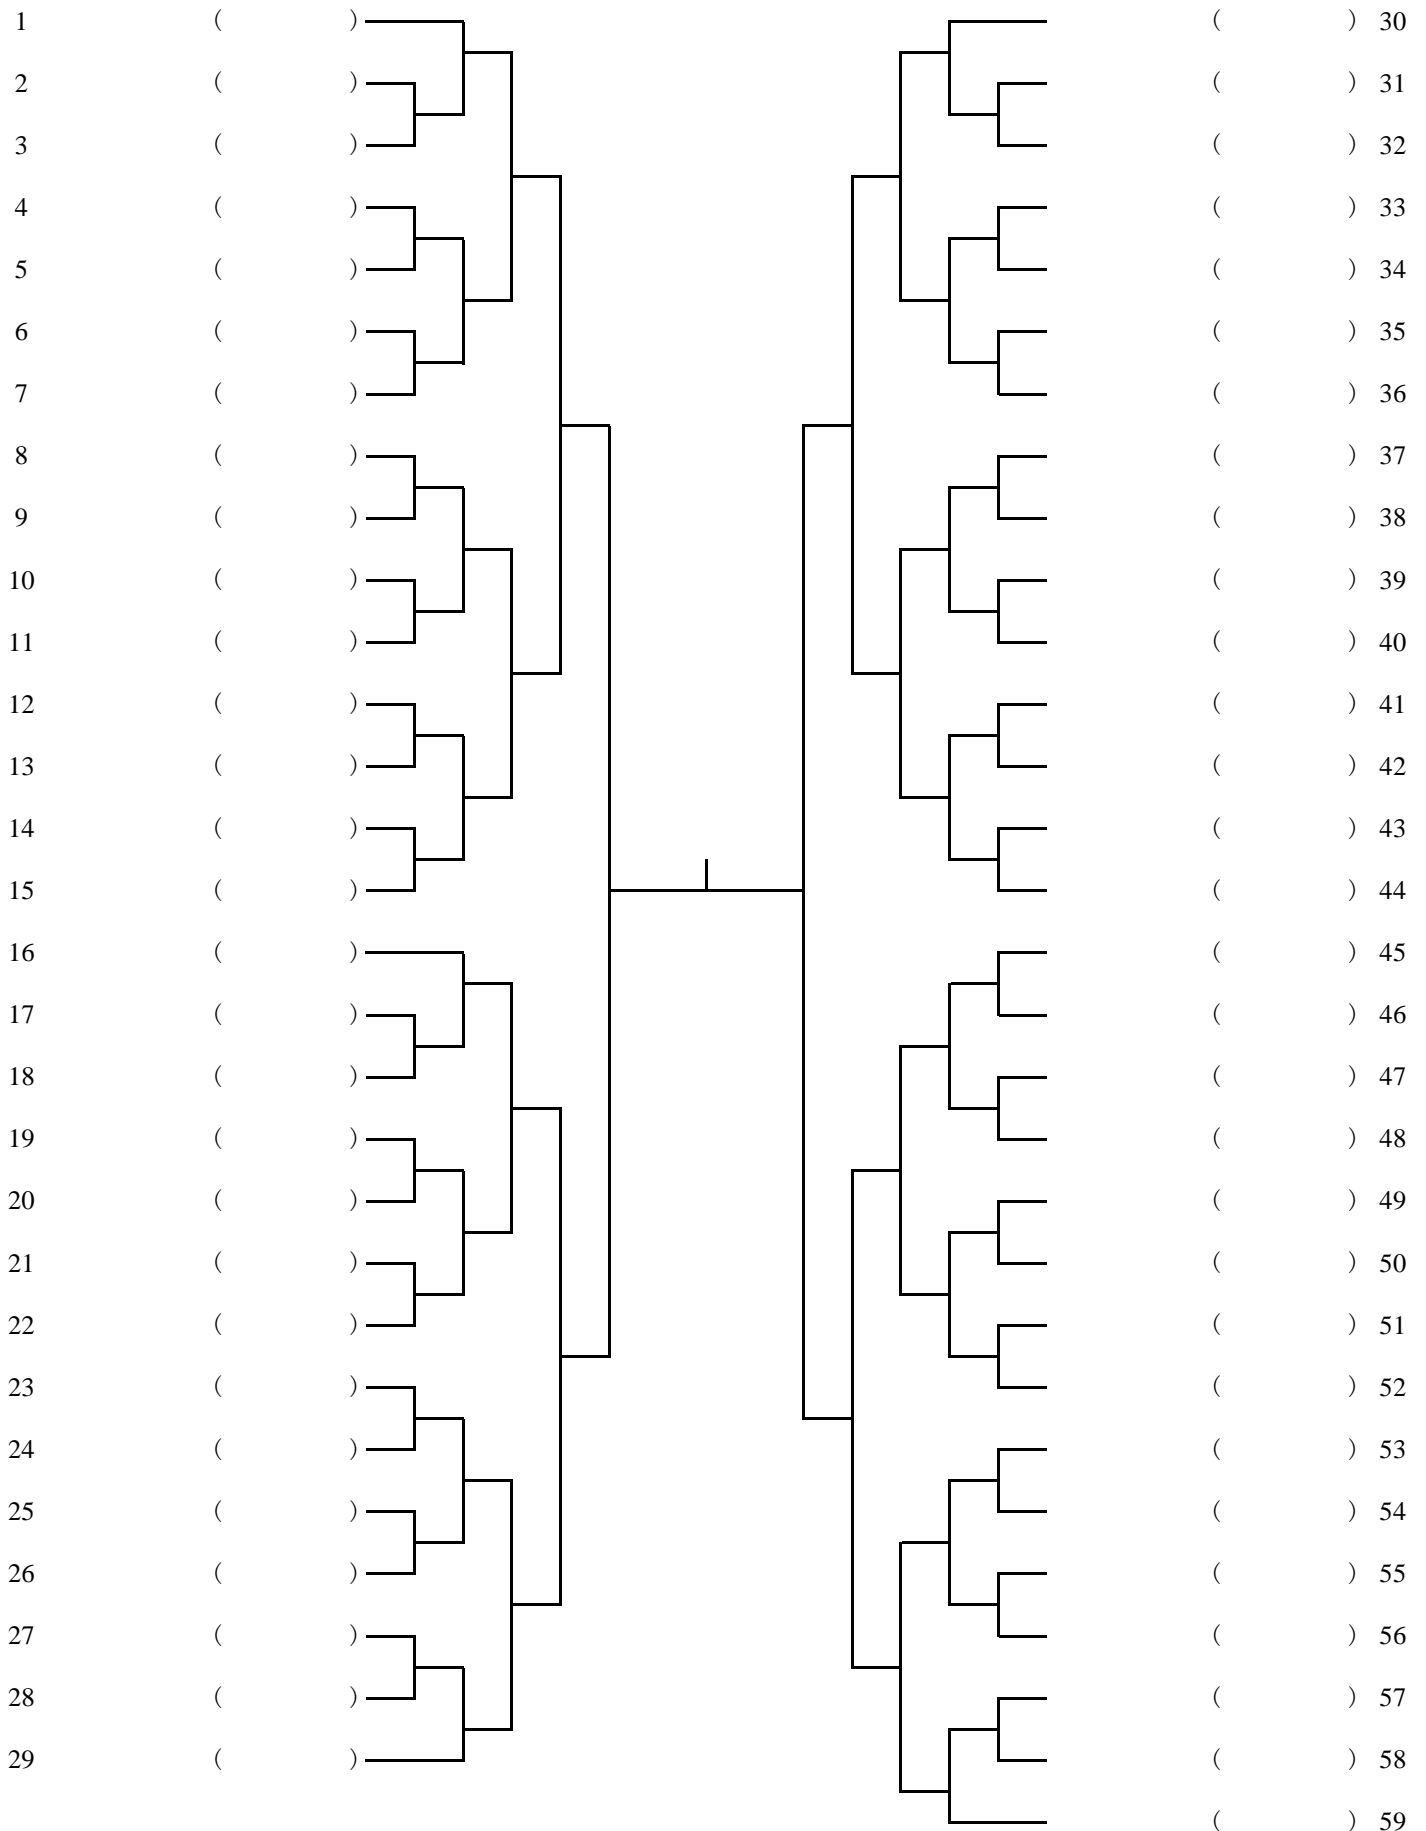 1 ( ) ( ) 30
2 ( ) ( ) 31
3 ( ) ( ) 32
4 ( ) ( ) 33
5 ( ) ( ) 34
6 ( ) ( ) 35
7 ( ) ( ) 36
8 ( ) ( ) 37
9 ( ) ( ) 38
10 ( ) ( ) 39
11 ( ) ( ) 40
12 ( ) ( ) 41
13 ( ) ( ) 42
14 ( ) ( ) 43
15 ( ) ( ) 44
16 ( ) ( ) 45
17 ( ) ( ) 46
18 ( ) ( ) 47
19 ( ) ( ) 48
20 ( ) ( ) 49
21 ( ) ( ) 50
22 ( ) ( ) 51
23 ( ) ( ) 52
24 ( ) ( ) 53
25 ( ) ( ) 54
26 ( ) ( ) 55
27 ( ) ( ) 56
28 ( ) ( ) 57
29 ( ) ( ) 58
( ) 59